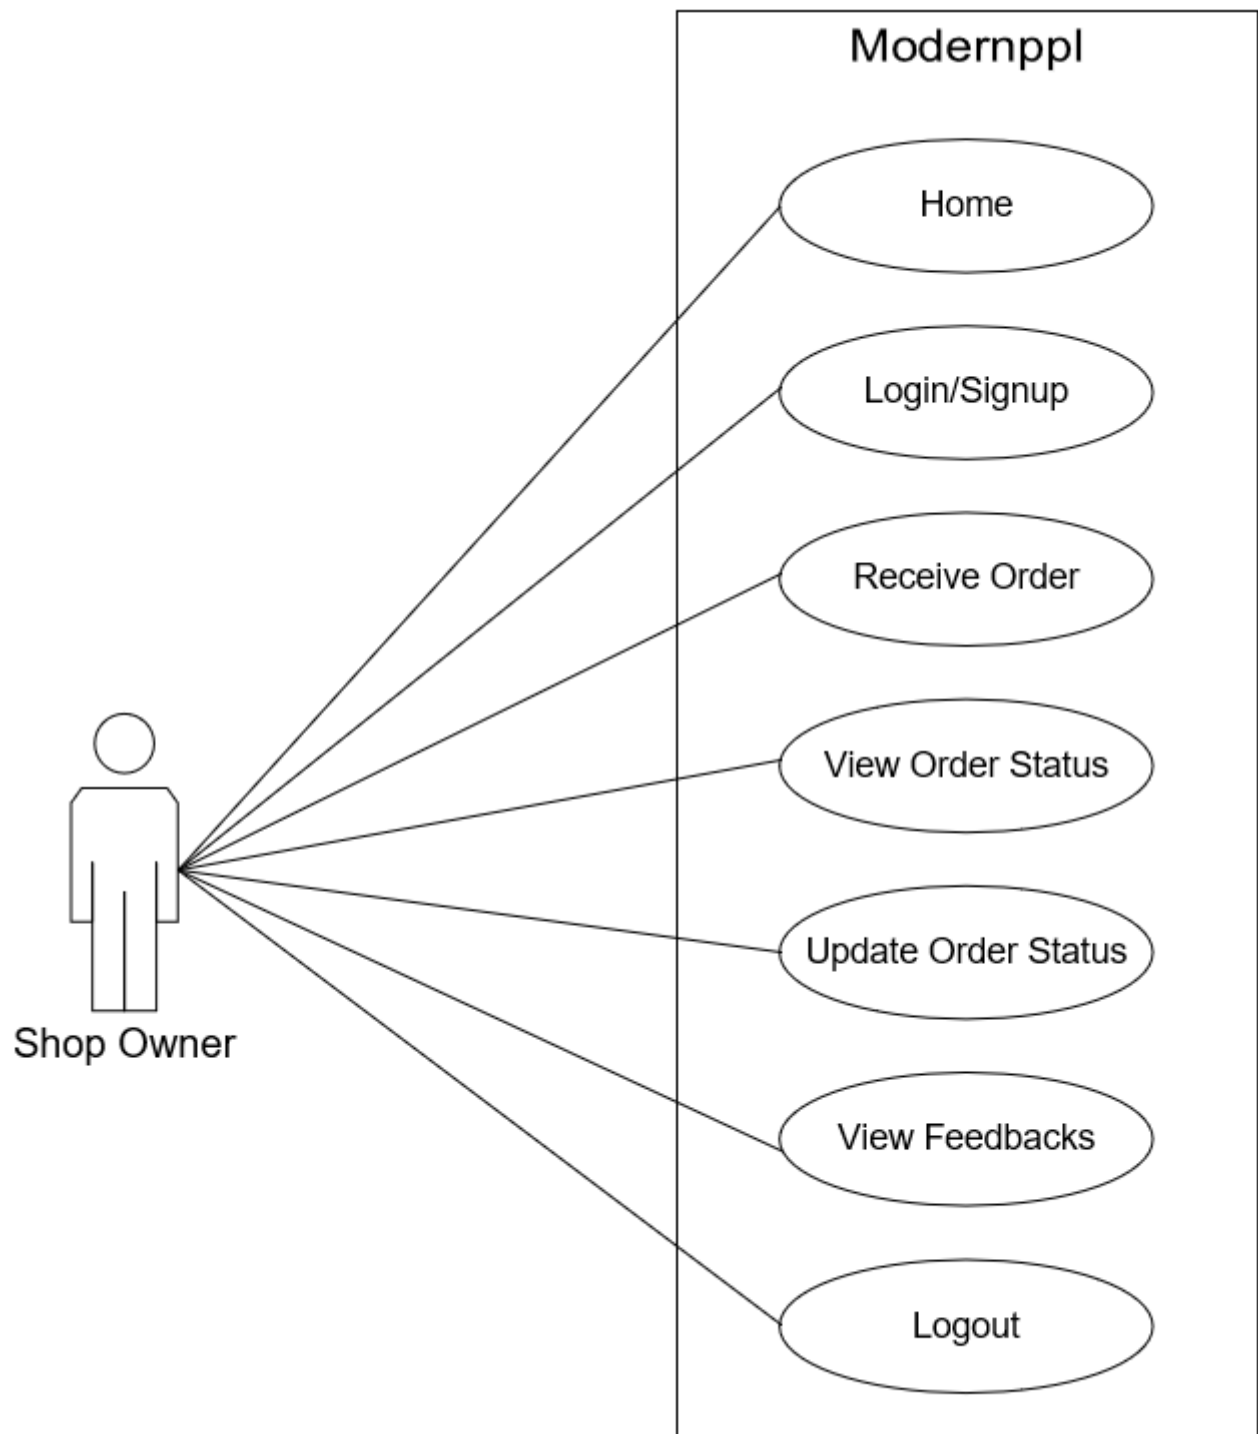 Modernppl
Home
Login/Signup
Receive Order
View Order Status
Update Order Status
View Feedbacks
Logout
Shop Owner